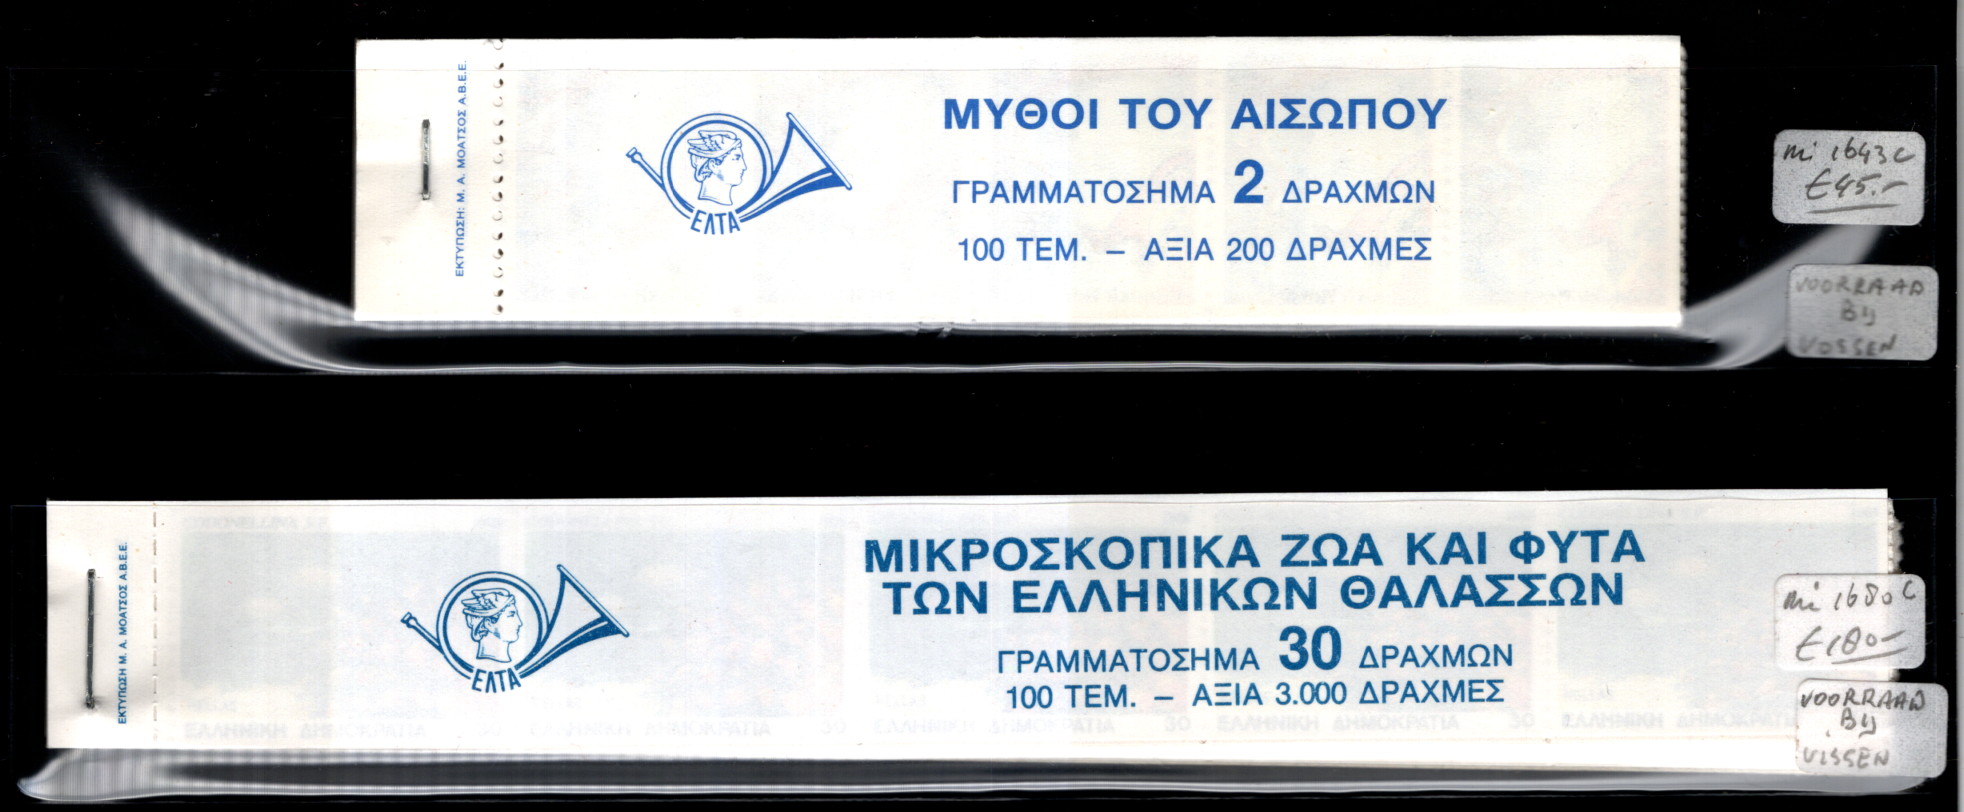 ΕΚΤΥΠΩΣΗ: Μ. Α. ΜΟΑΤΣΟΣ Α.Β.Ε.Ε.
ΕΛΤΑ
ΜΥΘΟΙ ΤΟΥ ΑΙΣΩΠΟΥ
ΓΡΑΜΜΑΤΟΣΗΜΑ 2 ΔΡΑΧΜΩΝ
100 ΤΕΜ. – ΑΞΙΑ 200 ΔΡΑΧΜΕΣ
Mi 1643C
€45.-
VOORRAAD
Bij
VOSSEN
ΕΚΤΥΠΩΣΗ Μ. Α. ΜΟΑΤΣΟΣ Α.Β.Ε.Ε.
ΕΛΤΑ
ΜΙΚΡΟΣΚΟΠΙΚΑ ΖΩΑ ΚΑΙ ΦΥΤΑ
ΤΩΝ ΕΛΛΗΝΙΚΩΝ ΘΑΛΑΣΣΩΝ
ΓΡΑΜΜΑΤΟΣΗΜΑ 30 ΔΡΑΧΜΩΝ
100 ΤΕΜ. – ΑΞΙΑ 3.000 ΔΡΑΧΜΕΣ
ΕΛΛΗΝΙΚΗ ΔΗΜΟΚΡΑΤΙΑ 30 ΕΛΛΗΝΙΚΗ ΔΗΜΟΚΡΑΤΙΑ 30 ΕΛΛΗΝΙΚΗ ΔΗΜΟΚΡΑΤΙΑ 30 ΕΛΛΗΝΙΚΗ ΔΗΜΟΚΡΑΤΙΑ 30 ΕΛΛΗΝΙΚΗ ΔΗΜΟΚΡΑΤΙ
Mi 1680C
€180-
VOORRAAD
Bij
VISSEN